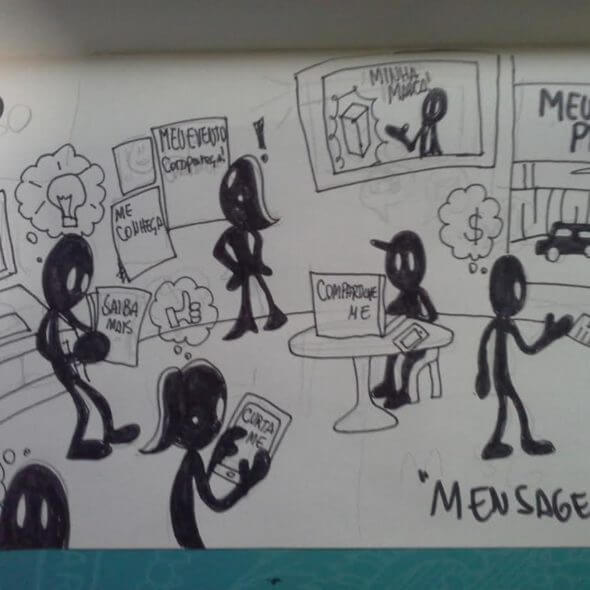 MINHA
MARCA!
MEU
MEU EVENTO
Compareça!
!
ME
CONHEÇA
SAIBA
MAIS
$
COMPARTILHE
ME
CURTA
ME
"MENSAGE